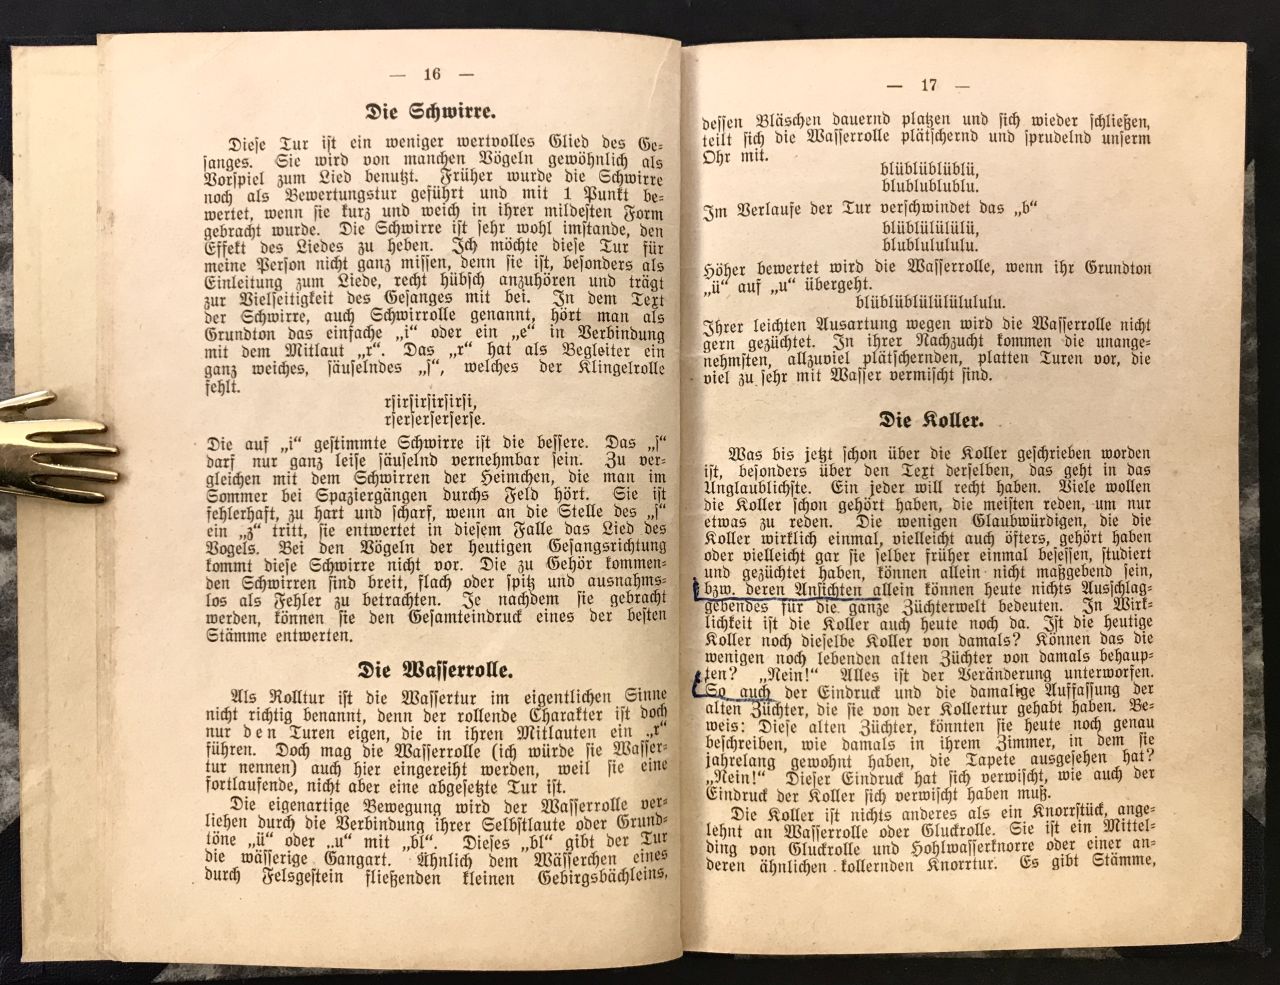 — 16 —
Die Schwirre.
Diese Tur ist ein weniger wertvolles Glied des Ge-
sanges. Sie wird von manchen Vögeln gewöhnlich als
Vorspiel zum Lied benutzt. Früher wurde die Schwirre
noch als Bewertungstur geführt und mit 1 Punkt be-
wertet, wenn sie kurz und weich in ihrer mildesten Form
gebracht wurde. Die Schwirre ist sehr wohl imstande, den
Effekt des Liedes zu heben. Ich möchte diese Tur für
meine Person nicht ganz missen, denn sie ist, besonders als
Einleitung zum Liede, recht hübsch anzuhören und trägt
zur Vielseitigkeit des Gesanges mit bei. In dem Text
der Schwirre, auch Schwirrolle genannt, hört man als
Grundton das einfache „i“ oder ein „e“ in Verbindung
mit dem Mitlaut „r“. Das „r“ hat als Begleiter ein
ganz weiches, säuselndes „s“, welches der Klingelrolle
fehlt.
rsirsirsirsirsi,
rserserserserse.
Die auf „i“ gestimmte Schwirre ist die bessere. Das „s“
darf nur ganz leise säuselnd vernehmbar sein. Zu ver-
gleichen mit dem Schwirren der Heimchen, die man im
Sommer bei Spaziergängen durchs Feld hört. Sie ist
fehlerhaft, zu hart und scharf, wenn an die Stelle des „s“
ein „z“ tritt, sie entwertet in diesem Falle das Lied des
Vogels. Bei den Vögeln der heutigen Gesangsrichtung
kommt diese Schwirre nicht vor. Die zu Gehör kommen-
den Schwirren sind breit, flach oder spitz und ausnahms-
los als Fehler zu betrachten. Je nachdem sie gebracht
werden, können sie den Gesamteindruck eines der besten
Stämme entwerten.
Die Wasserrolle.
Als Rolltur ist die Wassertur im eigentlichen Sinne
nicht richtig benannt, denn der rollende Charakter ist doch
nur den Turen eigen, die in ihren Mitlauten ein „r“
führen. Doch mag die Wasserrolle (ich würde sie Wasser-
tur nennen) auch hier eingereiht werden, weil sie eine
fortlaufende, nicht aber eine abgesetzte Tur ist.
Die eigenartige Bewegung wird der Wasserrolle ver-
liehen durch die Verbindung ihrer Selbstlaute oder Grund-
töne „ü“ oder „u“ mit „bl“. Dieses „bl“ gibt der Tur
die wässerige Gangart. Ähnlich dem Wässerchen eines
durch Felsgestein fließenden kleinen Gebirgsbächleins,
— 17 —
dessen Bläschen dauernd platzen und sich wieder schließen,
teilt sich die Wasserrolle plätschernd und sprudelnd unserm
Ohr mit.
blüblüblüblü,
blublublublu.
Im Verlaufe der Tur verschwindet das „b“
blüblülülülü,
blublulululu.
Höher bewertet wird die Wasserrolle, wenn ihr Grundton
„ü“ auf „u“ übergeht.
blüblüblülülülululu.
Ihrer leichten Ausartung wegen wird die Wasserrolle nicht
gern gezüchtet. In ihrer Nachzucht kommen die unange-
nehmsten, allzuviel plätschernden, platten Turen vor, die
viel zu sehr mit Wasser vermischt sind.
Die Koller.
Was bis jetzt schon über die Koller geschrieben worden
ist, besonders über den Text derselben, das geht in das
Unglaublichste. Ein jeder will recht haben. Viele wollen
die Koller schon gehört haben, die meisten reden, um nur
etwas zu reden. Die wenigen Glaubwürdigen, die die
Koller wirklich einmal, vielleicht auch öfters, gehört haben
oder vielleicht gar sie selber früher einmal besessen, studiert
und gezüchtet haben, können allein nicht maßgebend sein,
bzw. deren Ansichten allein können heute nichts Ausschlag-
gebendes für die ganze Züchterwelt bedeuten. In Wirk-
lichkeit ist die Koller auch heute noch da. Ist die heutige
Koller noch dieselbe Koller von damals? Können das die
wenigen noch lebenden alten Züchter von damals behaup-
ten? „Nein!“ Alles ist der Veränderung unterworfen.
So auch der Eindruck und die damalige Auffassung der
alten Züchter, die sie von der Kollertur gehabt haben. Be-
weis: Diese alten Züchter, könnten sie heute noch genau
beschreiben, wie damals in ihrem Zimmer, in dem sie
jahrelang gewohnt haben, die Tapete ausgesehen hat?
„Nein!“ Dieser Eindruck hat sich verwischt, wie auch der
Eindruck der Koller sich verwischt haben muß.
Die Koller ist nichts anderes als ein Knorrstück, ange-
lehnt an Wasserrolle oder Gluckrolle. Sie ist ein Mittel-
ding von Gluckrolle und Hohlwasserknorre oder einer an-
deren ähnlichen kollernden Knorrtur. Es gibt Stämme,